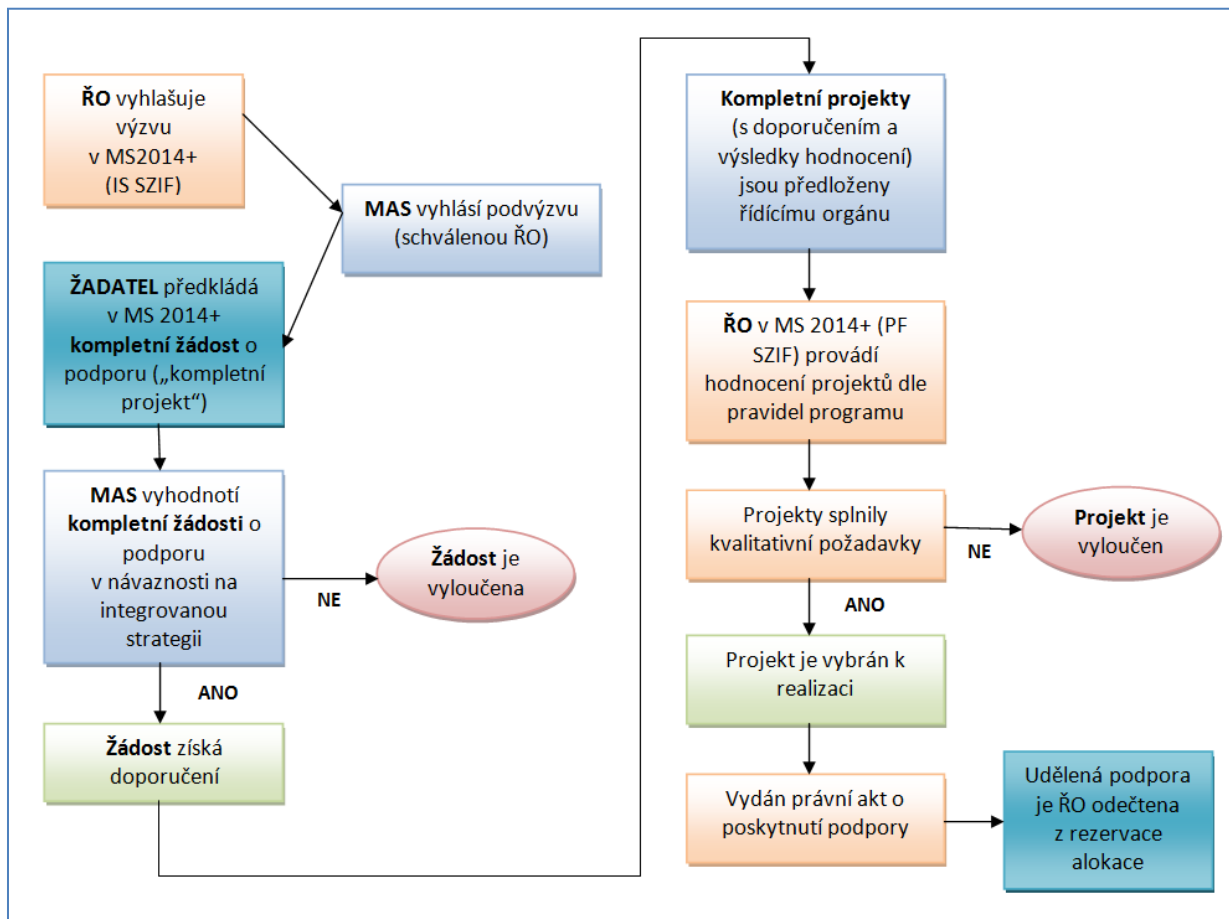 ŘO vyhlašuje
výzvu
v MS2014+
(IS SZIF)
MAS vyhlásí podvýzvu
(schválenou ŘO)
ŽADATEL předkládá
v MS 2014+
kompletní žádost o
podporu („kompletní
projekt“)
MAS vyhodnotí
kompletní žádosti o
podporu
v návaznosti na
integrovanou
strategii
NE
Žádost je
vyloučena
ANO
Žádost získá
doporučení
Kompletní projekty
(s doporučením a
výsledky hodnocení)
jsou předloženy
řídícímu orgánu
ŘO v MS 2014+ (PF
SZIF) provádí
hodnocení projektů dle
pravidel programu
Projekty splnily
kvalitativní požadavky
NE
Projekt je
vyloučen
ANO
Projekt je vybrán k
realizaci
Vydán právní akt o
poskytnutí podpory
Udělená podpora
je ŘO odečtena
z rezervace
alokace